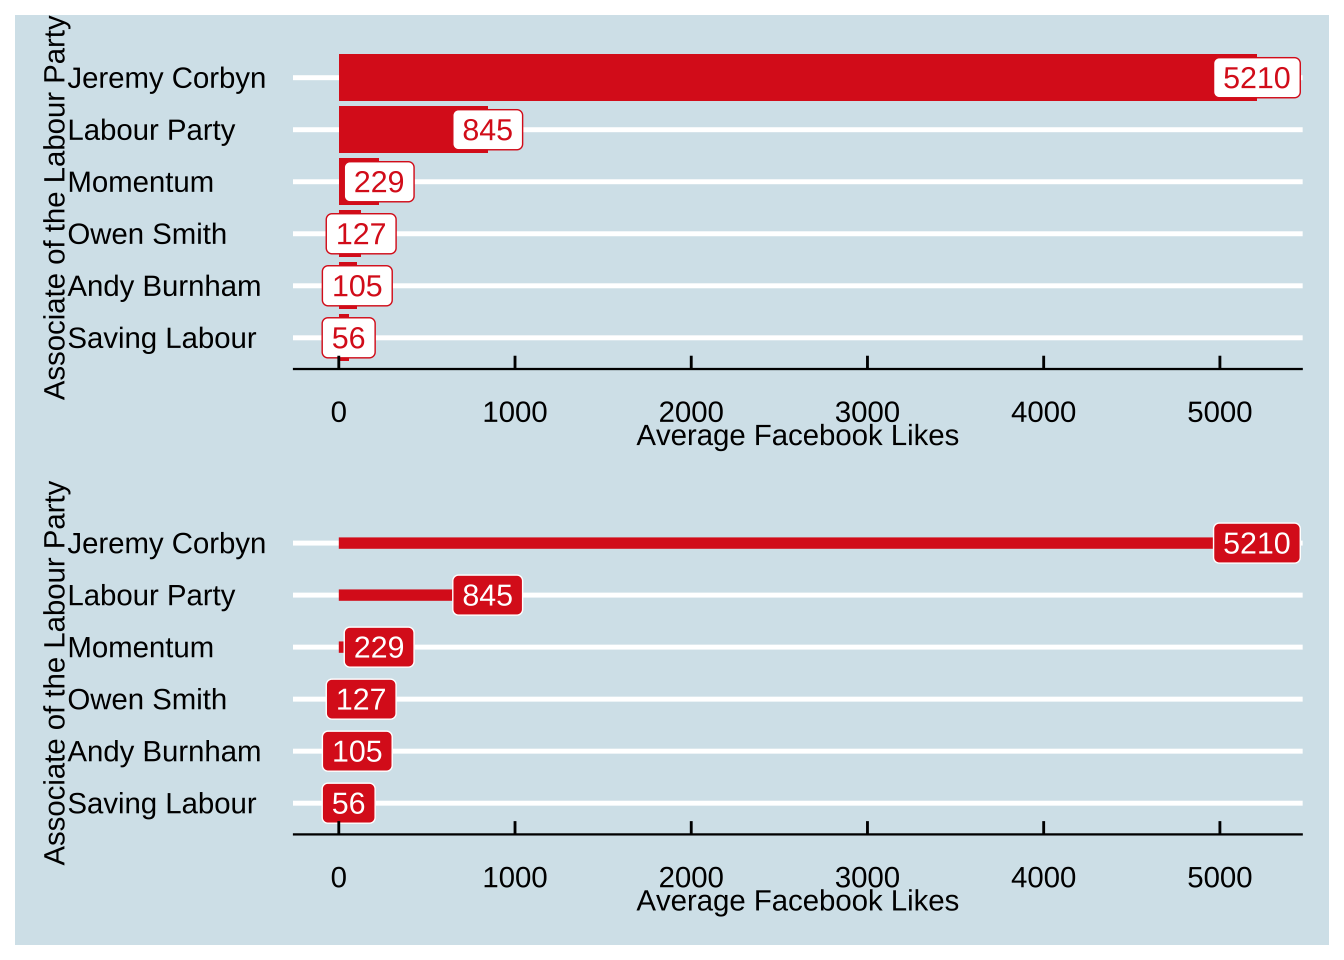 Associate of the Labour Party
Jeremy Corbyn 5210
Labour Party 845
Momentum 229
Owen Smith 127
Andy Burnham 105
Saving Labour 56
0 1000 2000 3000 4000 5000
Average Facebook Likes
Associate of the Labour Party
Jeremy Corbyn 5210
Labour Party 845
Momentum 229
Owen Smith 127
Andy Burnham 105
Saving Labour 56
0 1000 2000 3000 4000 5000
Average Facebook Likes